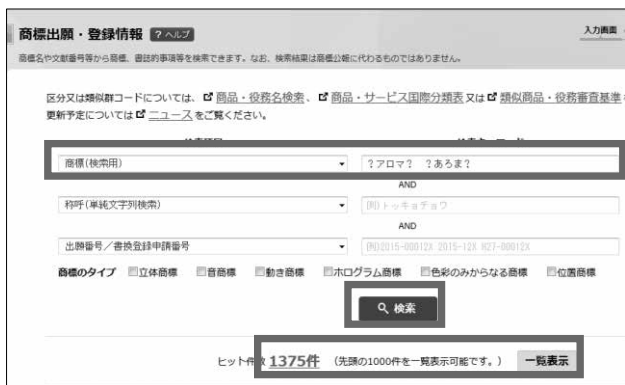 商標出願・登録情報 ?ヘルプ 入力画面
商標名や文献番号等から商標、書誌的事項等を検索できます。なお、検索結果は商標公報に代わるものではありません。
区分又は類似群コードについては、商品・役務名検索、商品・サービス国際分類表又は類似商品・役務審査基準
更新予定についてはニュースをご覧ください。
商標(検索用) ?アロマ? ?あろま?
AND
称呼(単純文字列検索) 例)トッキョチョウ
AND
出願番号/書換登録申請番号 例)2015-00012X 2015-12X H27-00012X
商標のタイプ 立体商標 音商標 動き商標 ホログラム商標 色彩のみからなる商標 位置商標
検索
ヒット件数 1375件 (先頭の1000件を一覧表示可能です。) 一覧表示